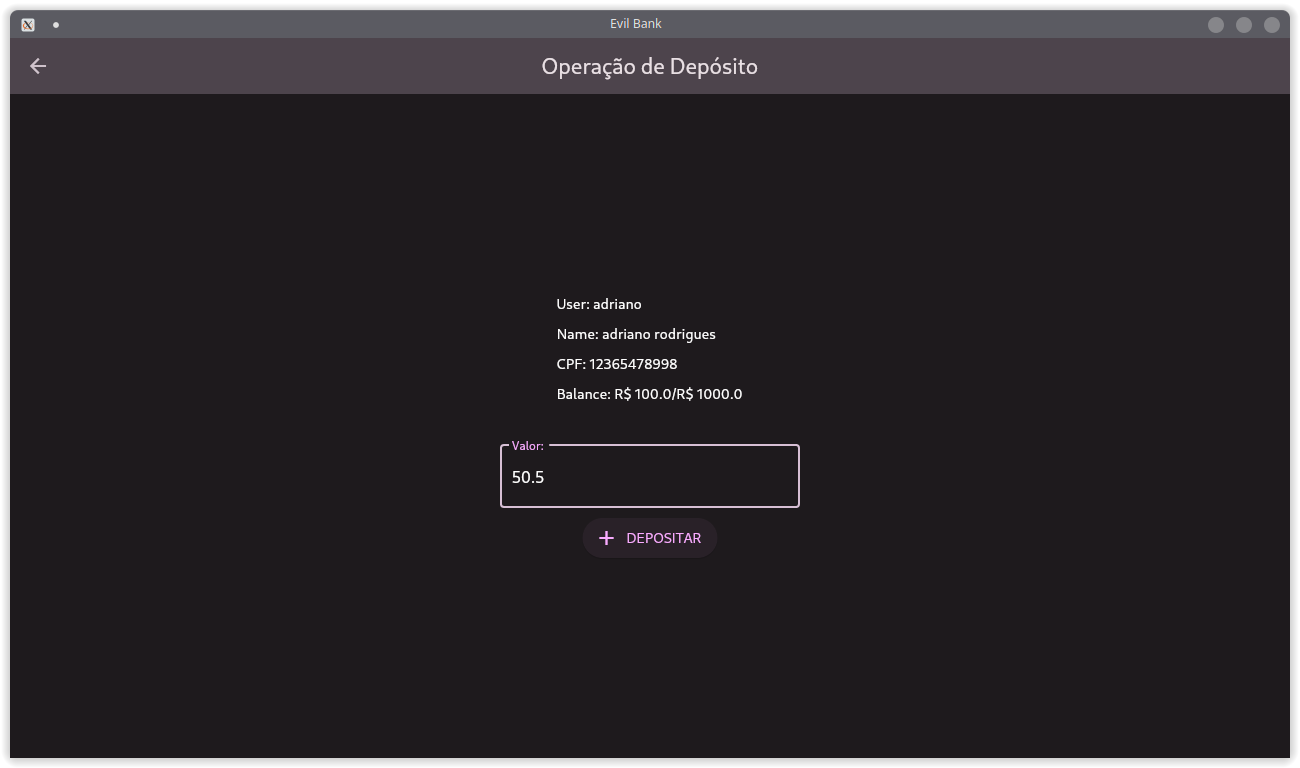 Evil Bank
Operação de Depósito
User: adriano
Name: adriano rodrigues
CPF: 12365478998
Balance: R$ 100.0/R$ 1000.0
Valor:
50.5
DEPOSITAR